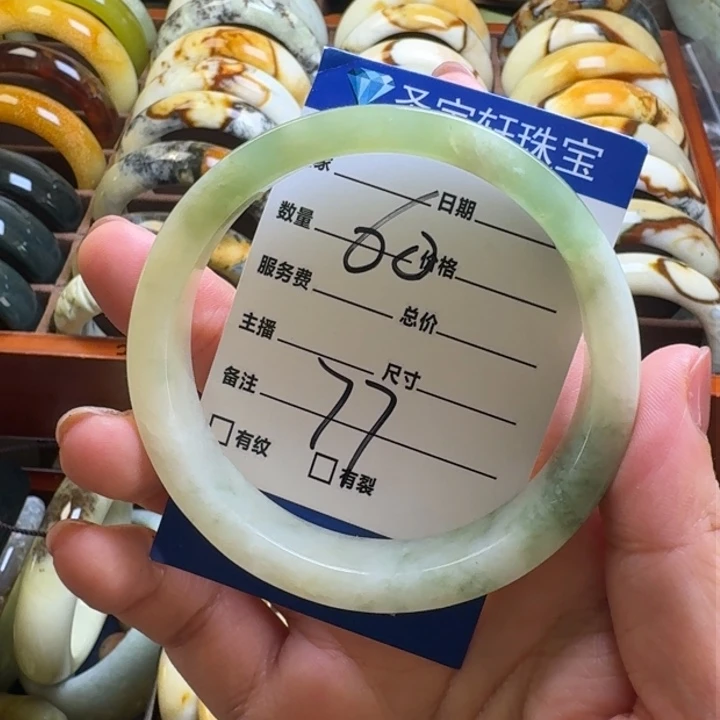 圣宝轩珠宝
家 日期
数量 00 价格
服务费 总价
主播 尺寸
备注 77
有纹 有裂